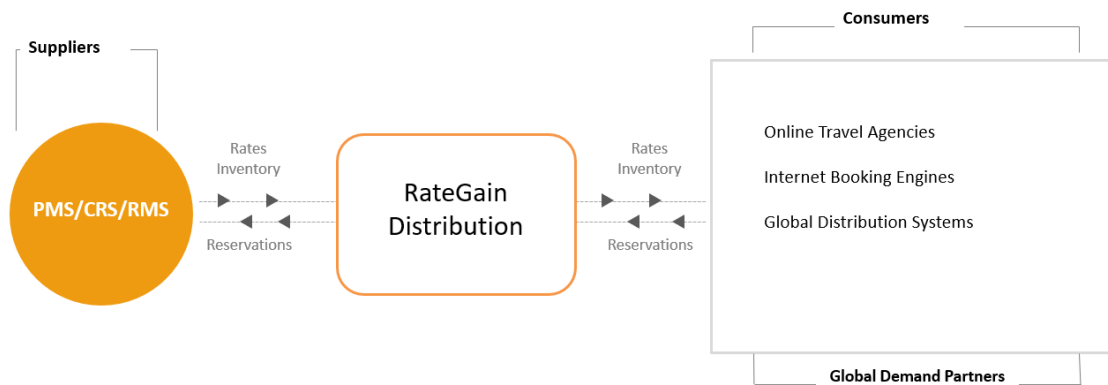 Consumers
Suppliers
Rates
Inventory
Rates
Inventory
Online Travel Agencies
Internet Booking Engines
Global Distribution Systems
PMS/CRS/RMS
RateGain
Distribution
Reservations
Reservations
Global Demand Partners